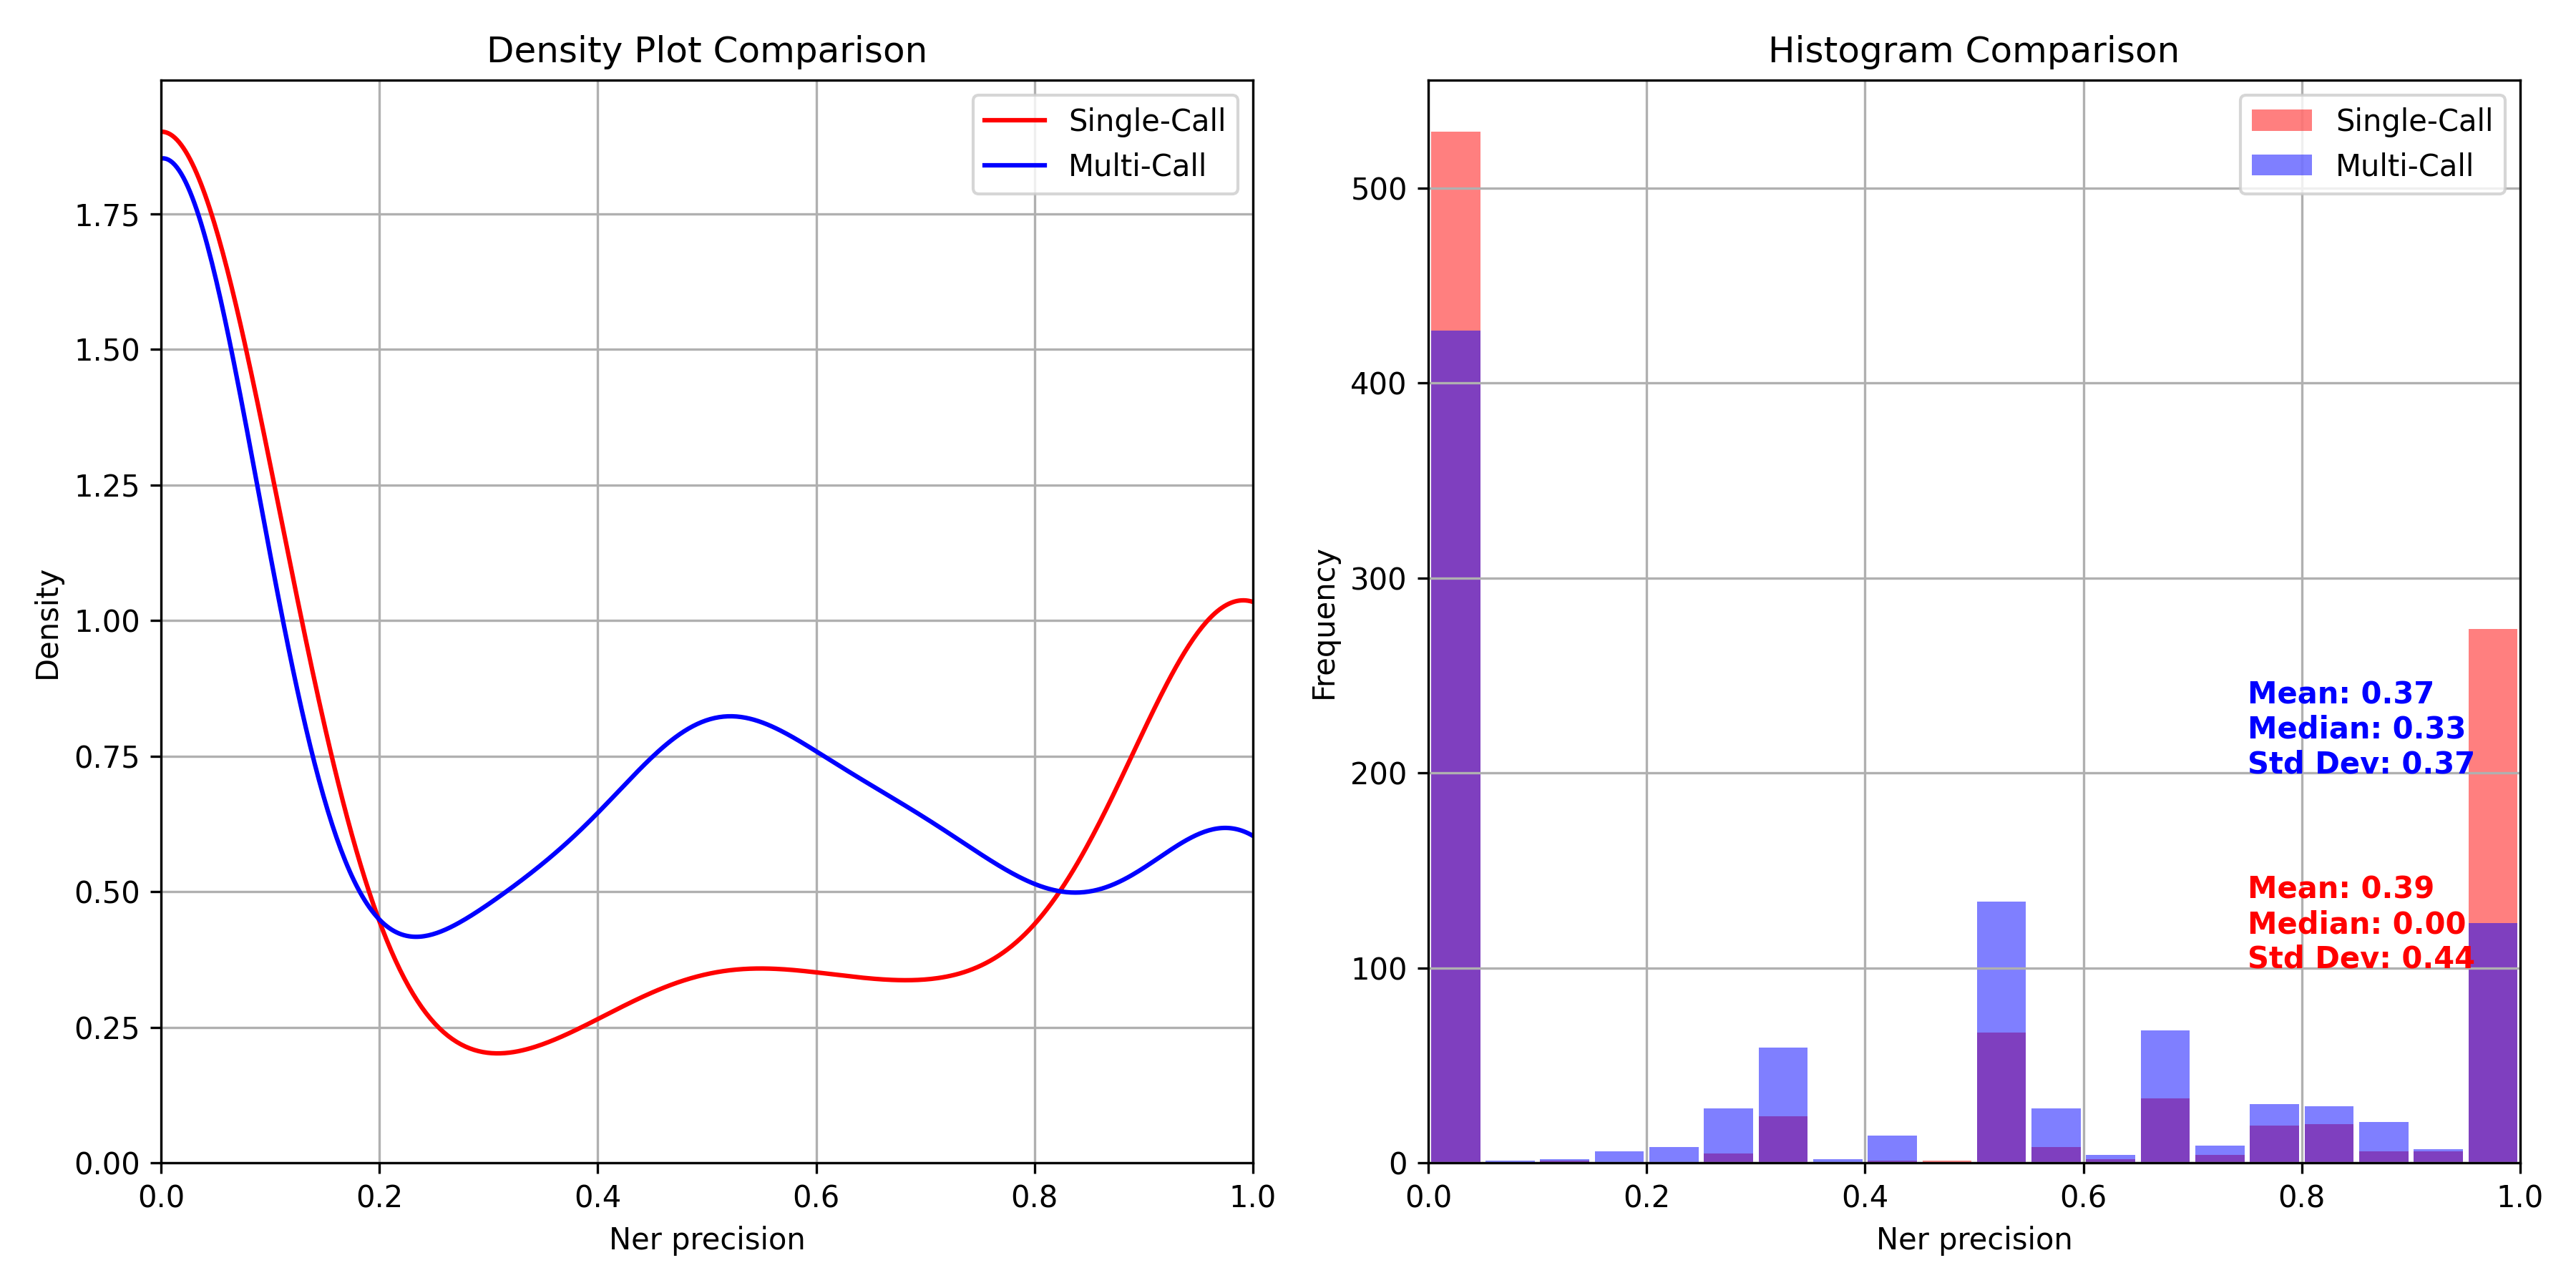 Density Plot Comparison
Single-Call
Multi-Call
1.75
1.50
1.25
1.00
0.75
0.50
0.25
0.00
Density
0.0 0.2 0.4 0.6 0.8 1.0
Ner precision
Histogram Comparison
Single-Call
Multi-Call
500
400
300
200
100
0
Frequency
Mean: 0.37
Median: 0.33
Std Dev: 0.37
Mean: 0.39
Median: 0.00
Std Dev: 0.44
0.0 0.2 0.4 0.6 0.8 1.0
Ner precision